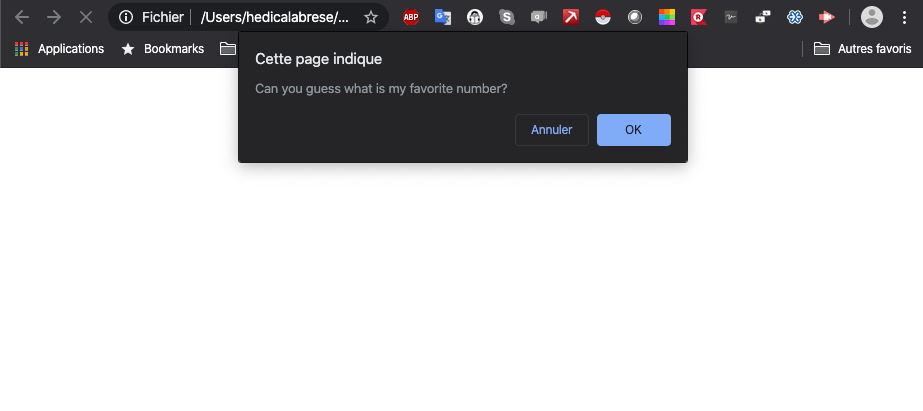 Fichier /Users/hedicalabrese/...
ABP
Applications Bookmarks Autres favoris
Cette page indique
Can you guess what is my favorite number?
Annuler OK